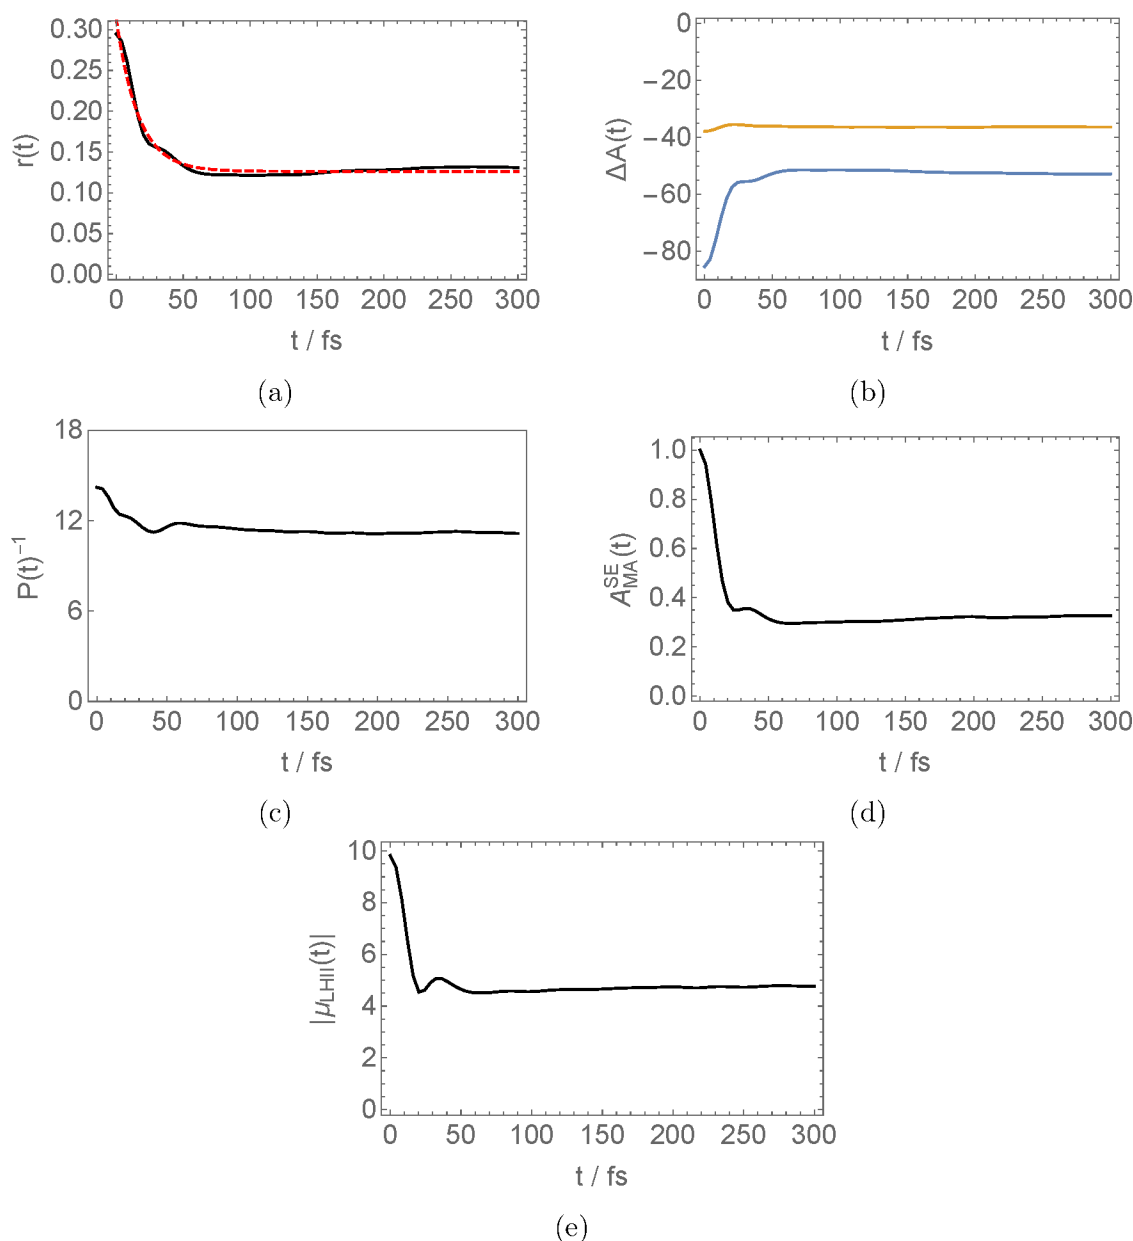 r(t)
0.30
0.25
0.20
0.15
0.10
0.05
0.00
0 50 100 150 200 250 300
t / fs
(a)
ΔA(t)
0
−20
−40
−60
−80
0 50 100 150 200 250 300
t / fs
(b)
P(t)⁻¹
18
12
6
0
0 50 100 150 200 250 300
t / fs
(c)
A^SE_MA(t)
1.0
0.8
0.6
0.4
0.2
0.0
0 50 100 150 200 250 300
t / fs
(d)
|μ_LHII(t)|
10
8
6
4
2
0
0 50 100 150 200 250 300
t / fs
(e)